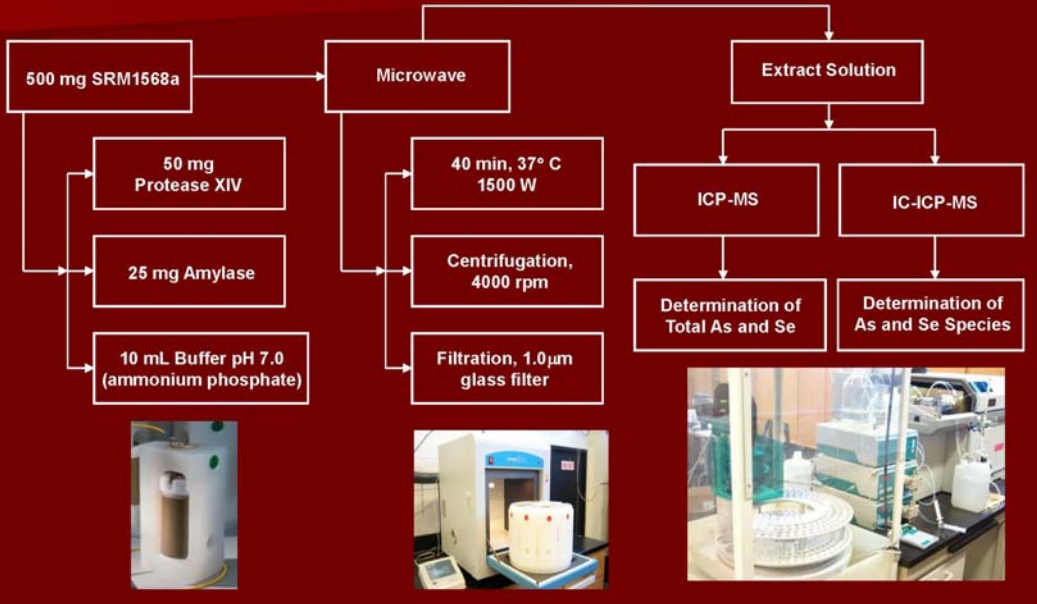 500 mg SRM1568a
Microwave
Extract Solution
50 mg
Protease XIV
40 min, 37° C
1500 W
ICP-MS
IC-ICP-MS
25 mg Amylase
Centrifugation,
4000 rpm
Determination of
Total As and Se
Determination of
As and Se Species
10 mL Buffer pH 7.0
(ammonium phosphate)
Filtration, 1.0μm
glass filter